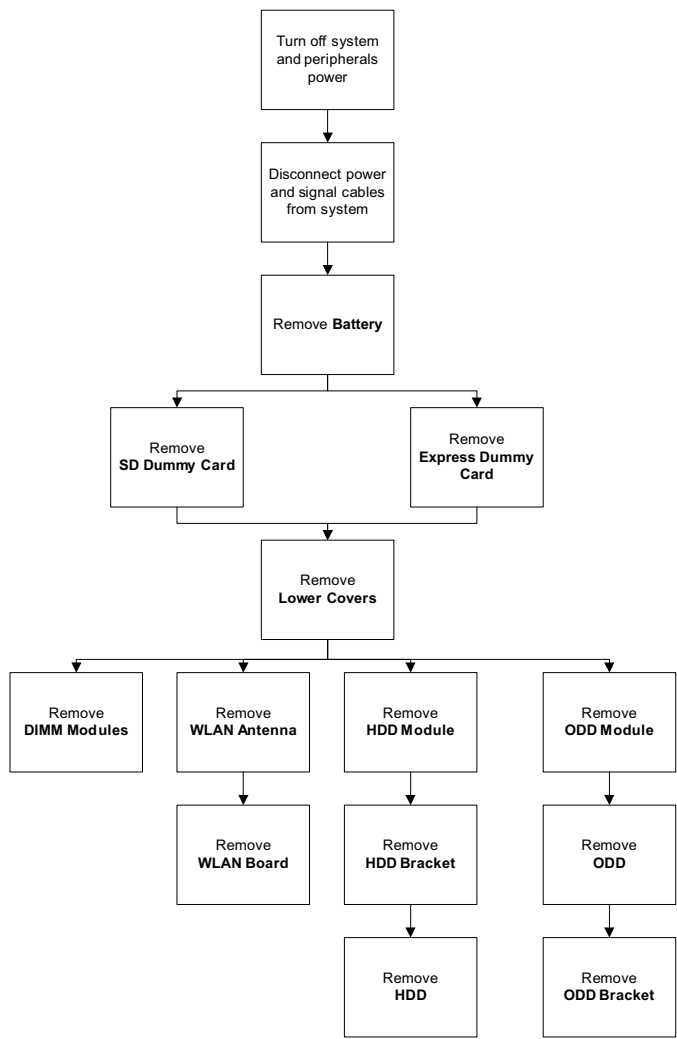 Turn off system
and peripherals
power
Disconnect power
and signal cables
from system
Remove Battery
Remove
SD Dummy Card
Remove
Express Dummy
Card
Remove
Lower Covers
Remove
DIMM Modules
Remove
WLAN Antenna
Remove
HDD Module
Remove
ODD Module
Remove
WLAN Board
Remove
HDD Bracket
Remove
ODD
Remove
HDD
Remove
ODD Bracket